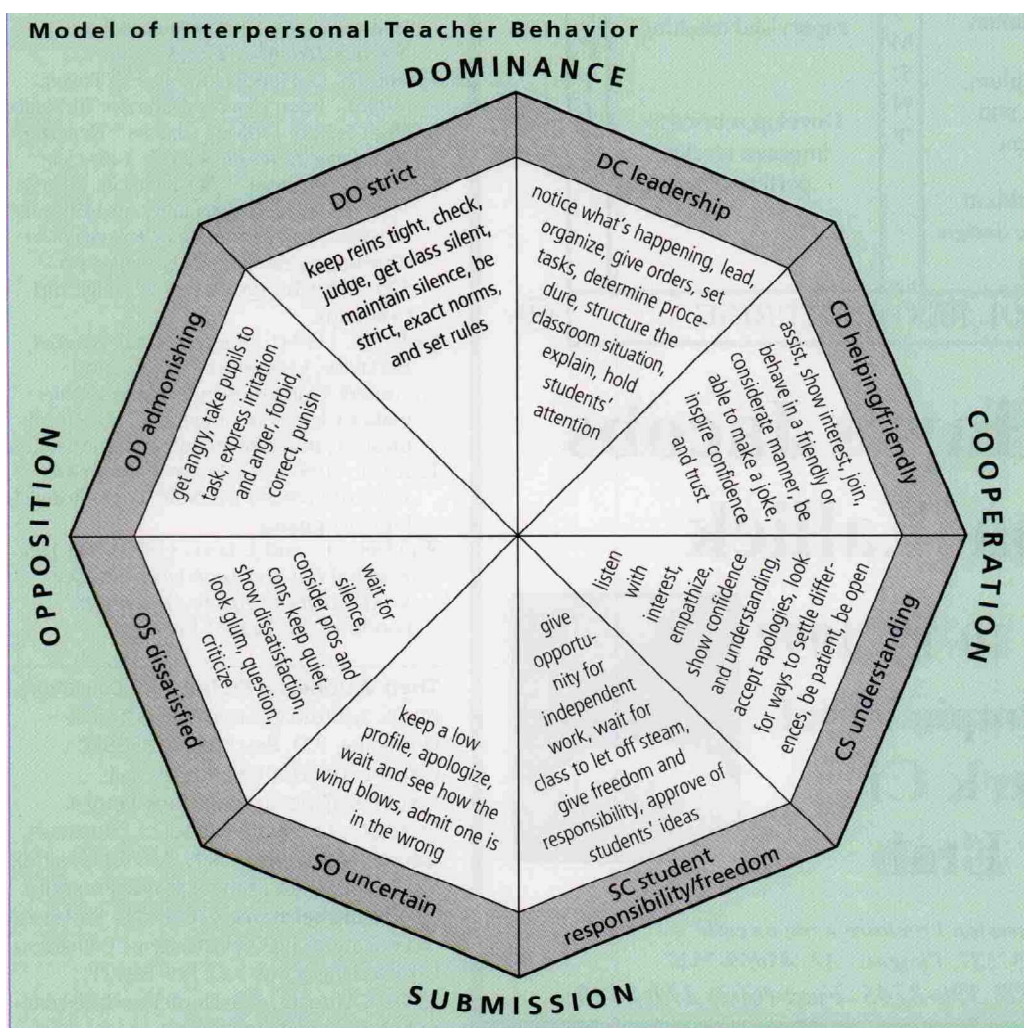 Model of Interpersonal Teacher Behavior
DOMINANCE
DC leadership
notice what's happening, lead,
organize, give orders, set
tasks, determine proce-
dure, structure the
classroom situation,
explain, hold
students'
attention
CD helping/friendly
assist, show interest, join,
behave in a friendly or
considerate manner, be
able to make a joke,
inspire confidence
and trust
COOPERATION
CS understanding
listen
with
interest,
empathize,
show confidence
and understanding,
accept apologies, look
for ways to settle differ-
ences, be patient, be open
SC student
responsibility/freedom
give
opportu-
nity for
independent
work, wait for
class to let off steam,
give freedom and
responsibility, approve of
students' ideas
SUBMISSION
SO uncertain
keep a low
profile, apologize,
wait and see how the
wind blows, admit one is
in the wrong
OS dissatisfied
wait for
silence,
consider pros and
cons, keep quiet,
show dissatisfaction,
look glum, question,
criticize
OPPOSITION
OD admonishing
get angry, take pupils to
task, express irritation
and anger, forbid,
correct, punish
DO strict
keep reins tight, check,
judge, get class silent,
maintain silence, be
strict, exact norms,
and set rules